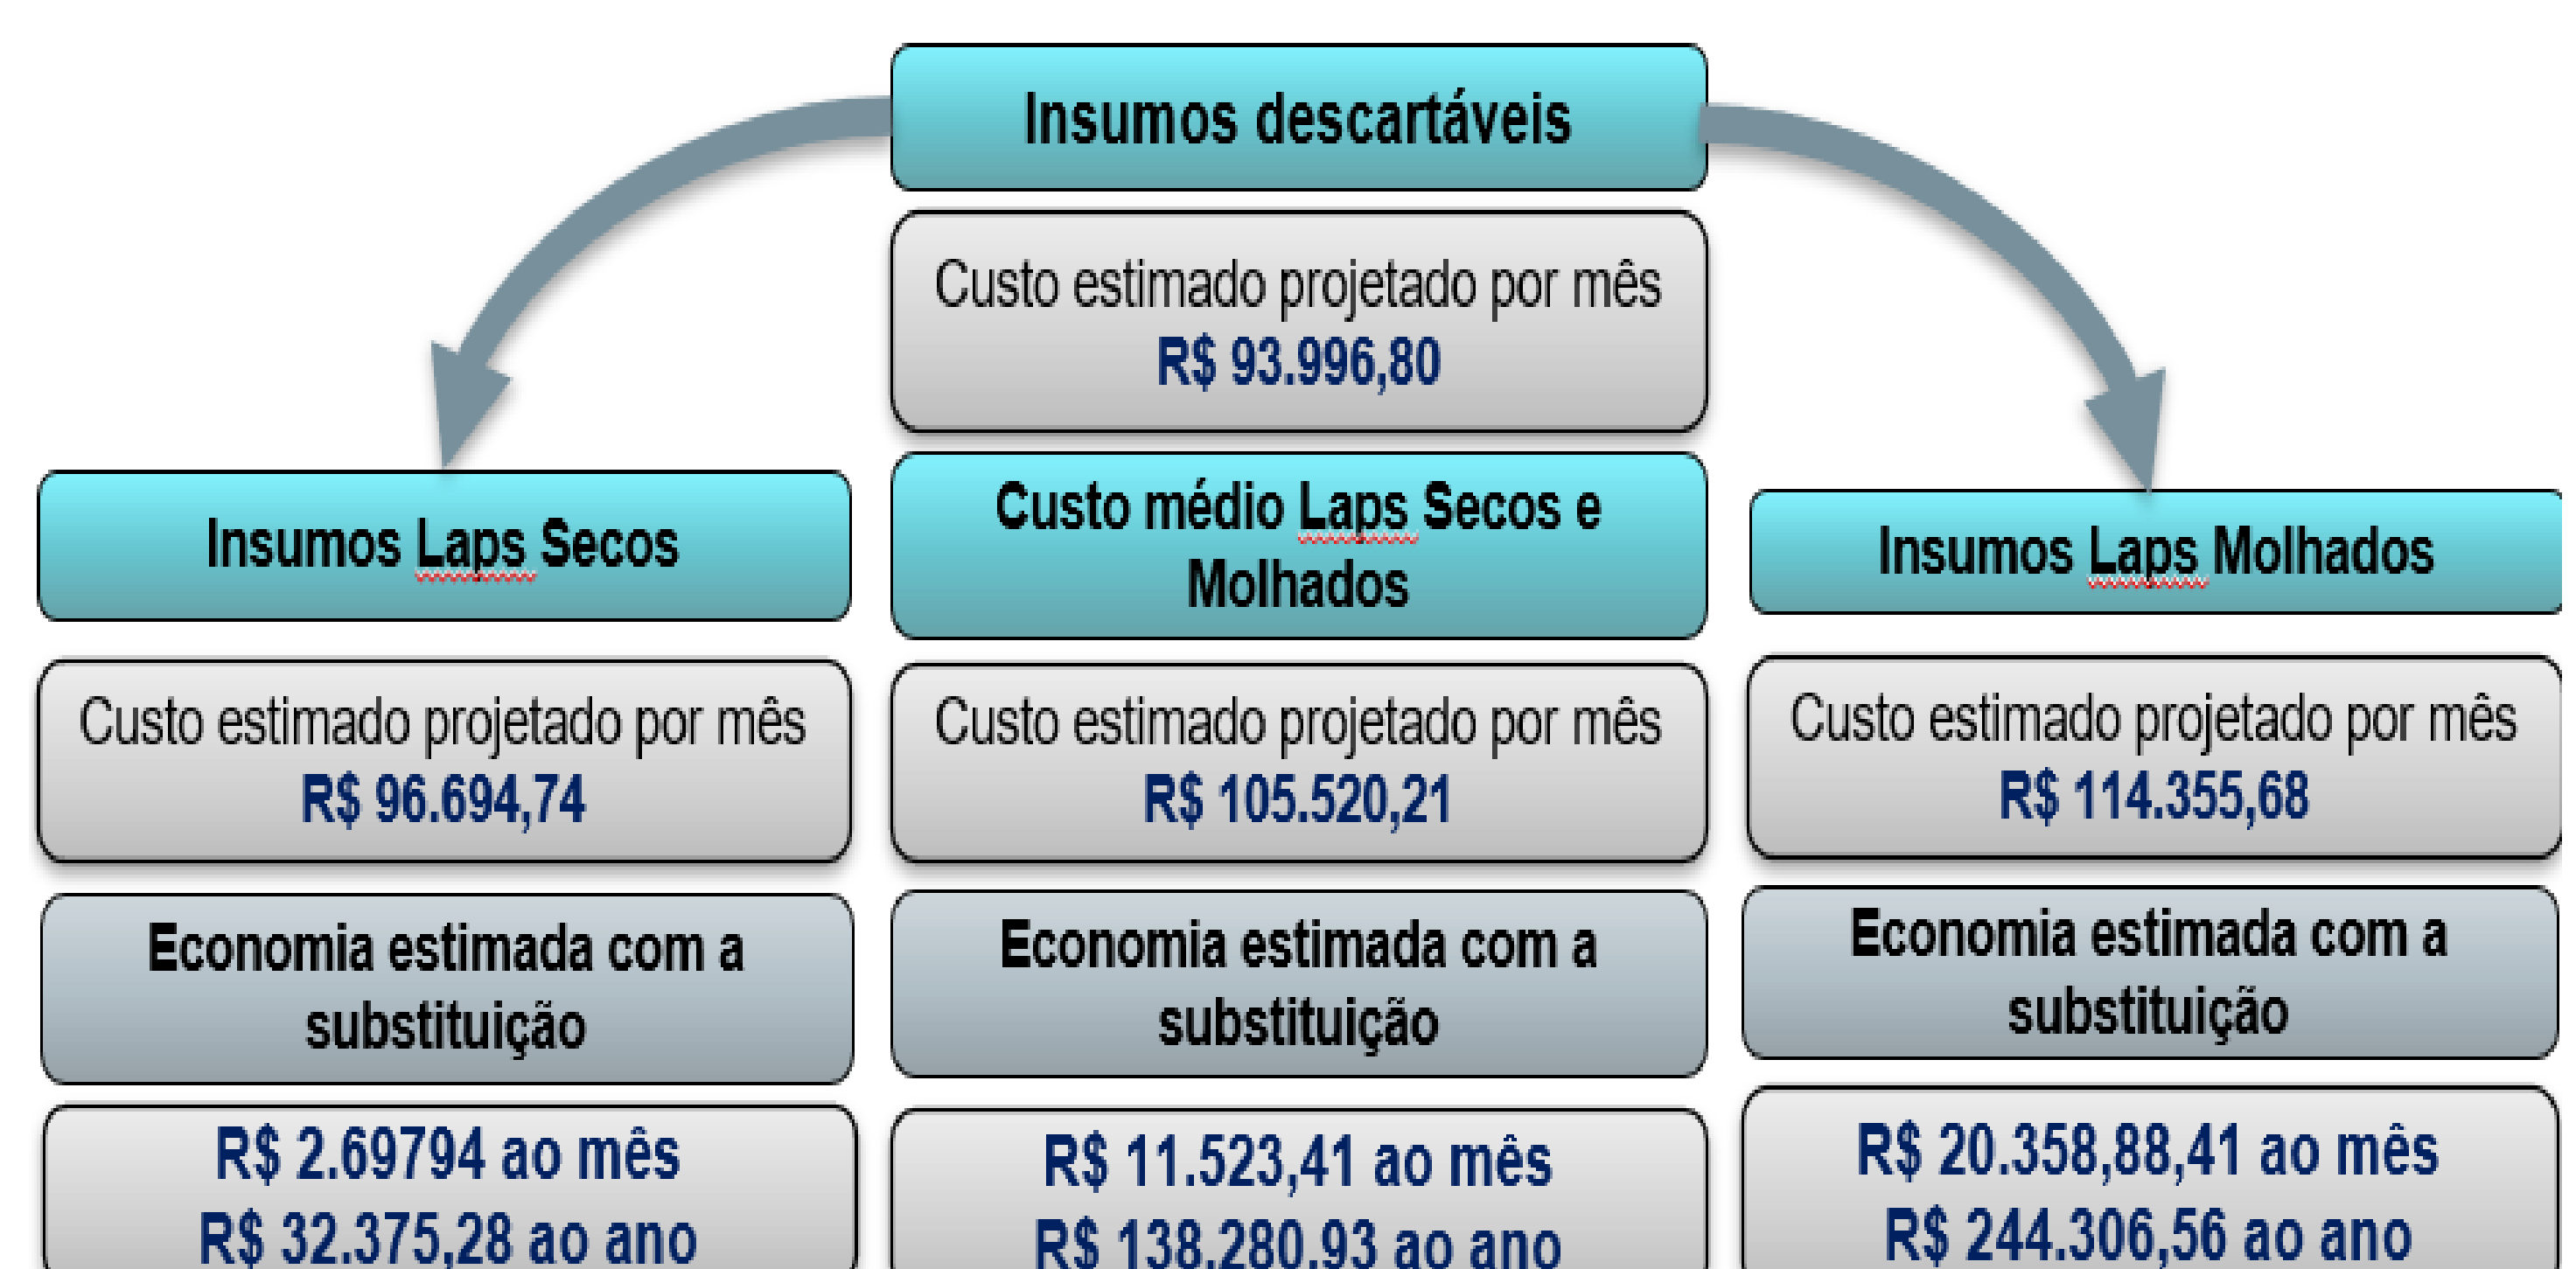 Insumos descartáveis
Custo estimado projetado por mês
R$ 93.996,80
Insumos Laps Secos
Custo estimado projetado por mês
R$ 96.694,74
Economia estimada com a
substituição
R$ 2.69794 ao mês
R$ 32.375,28 ao ano
Custo médio Laps Secos e
Molhados
Custo estimado projetado por mês
R$ 105.520,21
Economia estimada com a
substituição
R$ 11.523,41 ao mês
R$ 138.280,93 ao ano
Insumos Laps Molhados
Custo estimado projetado por mês
R$ 114.355,68
Economia estimada com a
substituição
R$ 20.358,88,41 ao mês
R$ 244.306,56 ao ano